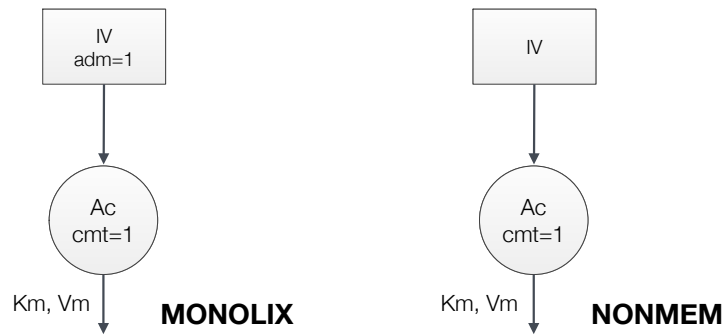 IV
adm=1
Ac
cmt=1
Km, Vm
MONOLIX
IV
Ac
cmt=1
Km, Vm
NONMEM